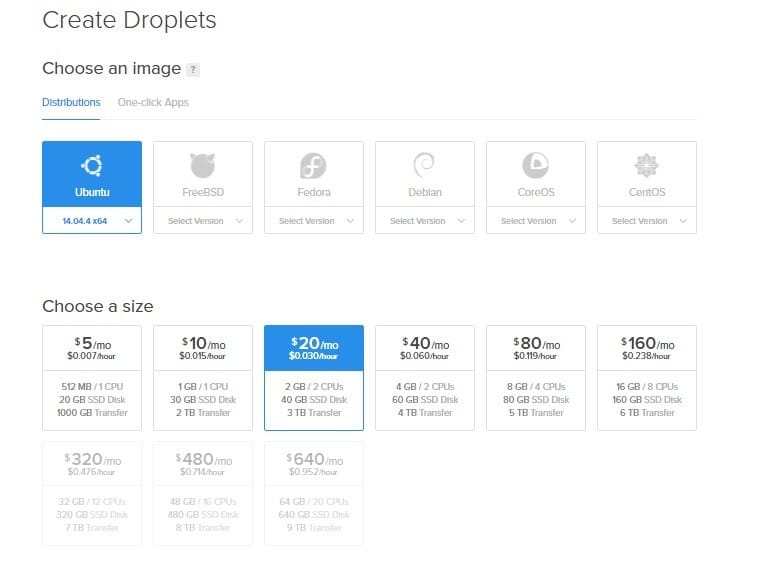 Create Droplets
Choose an image ?
Distributions One-click Apps
Ubuntu FreeBSD Fedora Debian CoreOS CentOS
14.04.4 x64 Select Version Select Version Select Version Select Version Select Version
Choose a size
$5/mo $10/mo $20/mo $40/mo $80/mo $160/mo
$0.007/hour $0.015/hour $0.030/hour $0.060/hour $0.119/hour $0.238/hour
512 MB / 1 CPU 1 GB / 1 CPU 2 GB / 2 CPUs 4 GB / 2 CPUs 8 GB / 4 CPUs 16 GB / 8 CPUs
20 GB SSD Disk 30 GB SSD Disk 40 GB SSD Disk 60 GB SSD Disk 80 GB SSD Disk 160 GB SSD Disk
1000 GB Transfer 2 TB Transfer 3 TB Transfer 4 TB Transfer 5 TB Transfer 6 TB Transfer
$320/mo $480/mo $640/mo
$0.476/hour $0.714/hour $0.952/hour
32 GB / 12 CPUs 48 GB / 16 CPUs 64 GB / 20 CPUs
320 GB SSD Disk 480 GB SSD Disk 640 GB SSD Disk
7 TB Transfer 8 TB Transfer 9 TB Transfer